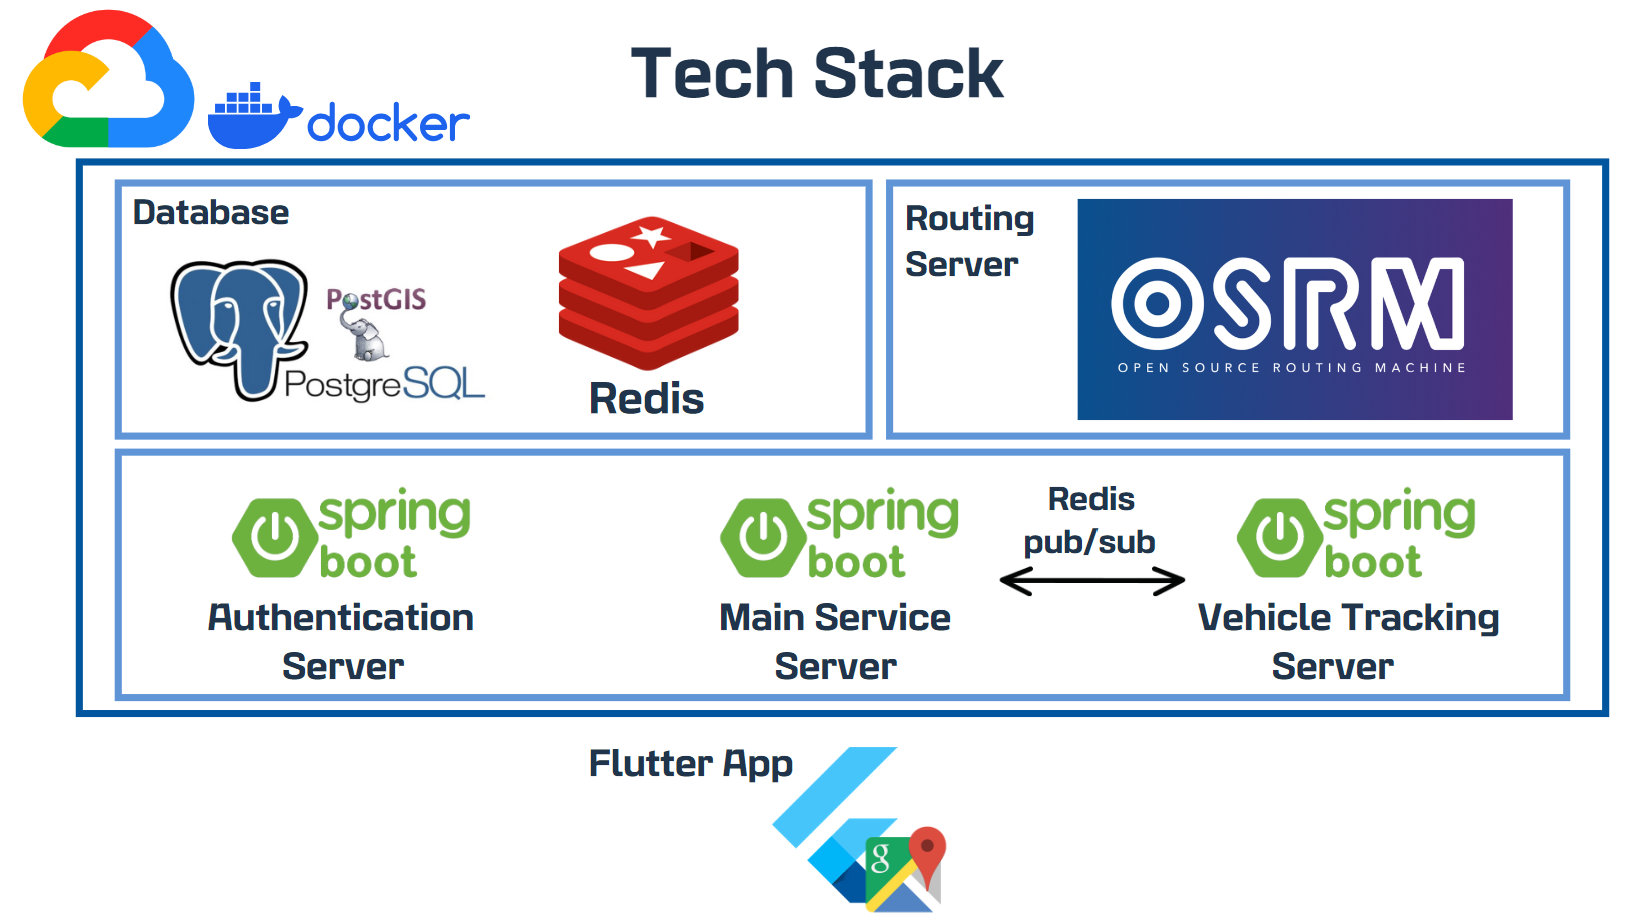 Tech Stack
docker
Database
PostGIS
PostgreSQL
Redis
Routing
Server
OSRM
OPEN SOURCE ROUTING MACHINE
spring
boot
Authentication
Server
spring
boot
Main Service
Server
Redis
pub/sub
spring
boot
Vehicle Tracking
Server
Flutter App
g